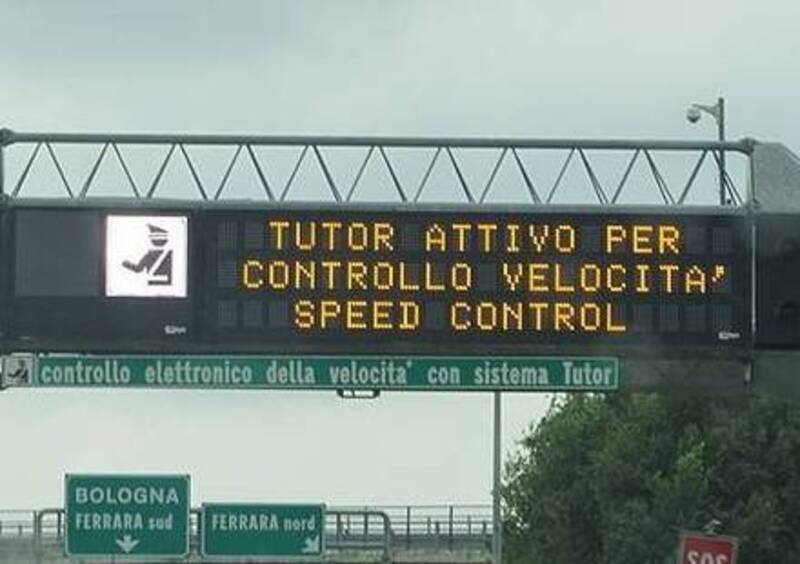 TUTOR ATTIVO PER
CONTROLLO VELOCITA'
SPEED CONTROL
controllo elettronico della velocita' con sistema Tutor
BOLOGNA
FERRARA sud
FERRARA nord
SOS